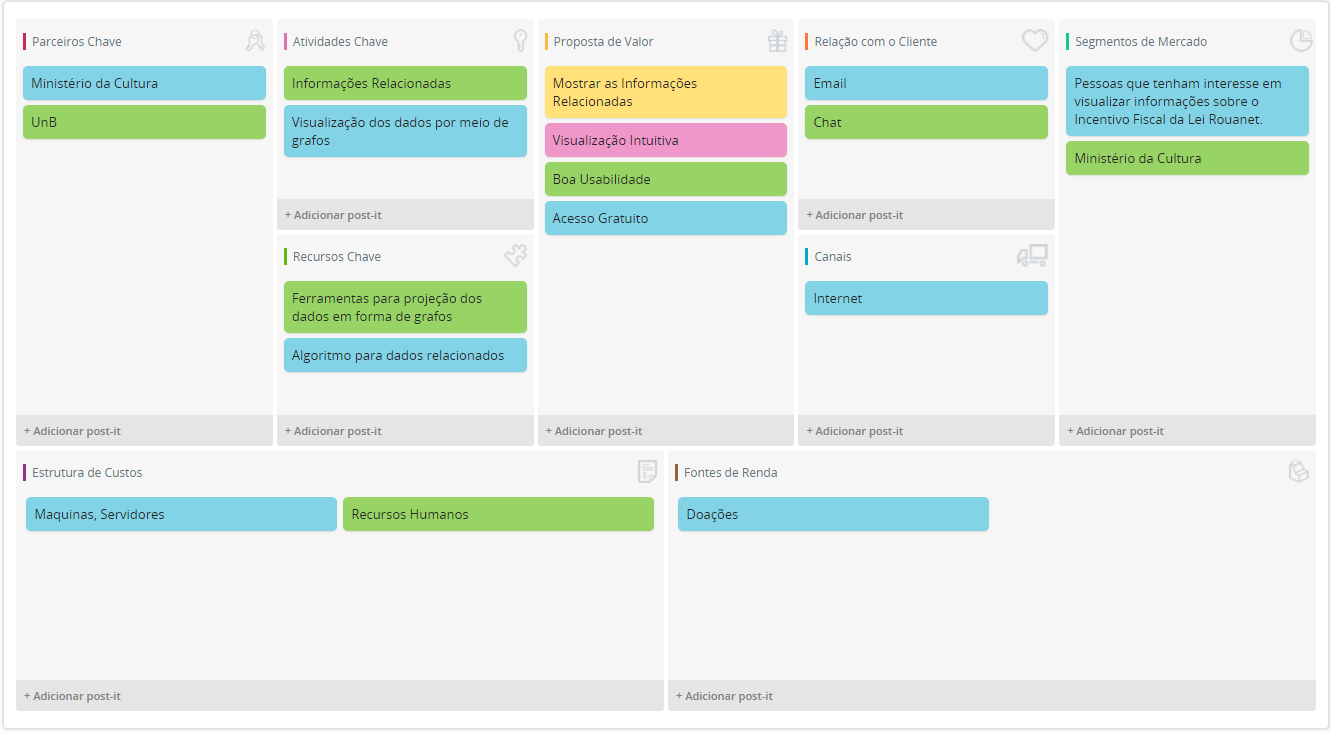 Parceiros Chave
Ministério da Cultura
UnB
+ Adicionar post-it
Atividades Chave
Informações Relacionadas
Visualização dos dados por meio de
grafos
+ Adicionar post-it
Recursos Chave
Ferramentas para projeção dos
dados em forma de grafos
Algoritmo para dados relacionados
+ Adicionar post-it
Proposta de Valor
Mostrar as Informações
Relacionadas
Visualização Intuitiva
Boa Usabilidade
Acesso Gratuito
+ Adicionar post-it
Relação com o Cliente
Email
Chat
+ Adicionar post-it
Canais
Internet
+ Adicionar post-it
Segmentos de Mercado
Pessoas que tenham interesse em
visualizar informações sobre o
Incentivo Fiscal da Lei Rouanet.
Ministério da Cultura
+ Adicionar post-it
Estrutura de Custos
Maquinas, Servidores
Recursos Humanos
+ Adicionar post-it
Fontes de Renda
Doações
+ Adicionar post-it